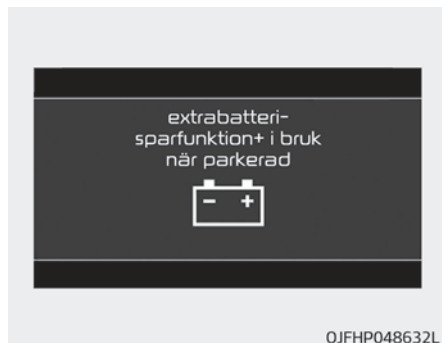 extrabatteri-
sparfunktion+ i bruk
när parkerad
- +
OJFHP048632L